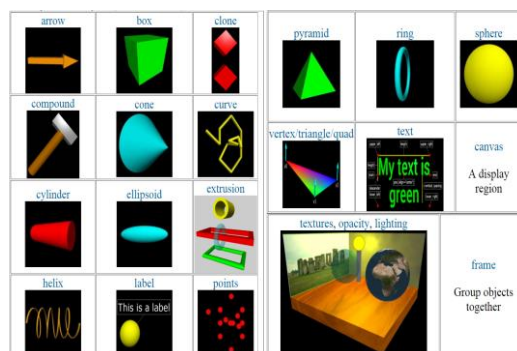 arrow
box
clone
compound
cone
curve
cylinder
ellipsoid
extrusion
helix
label
points
This is a label
pyramid
ring
sphere
vertex/triangle/quad
text
canvas
My text is
green
A display
region
textures, opacity, lighting
frame
Group objects
together